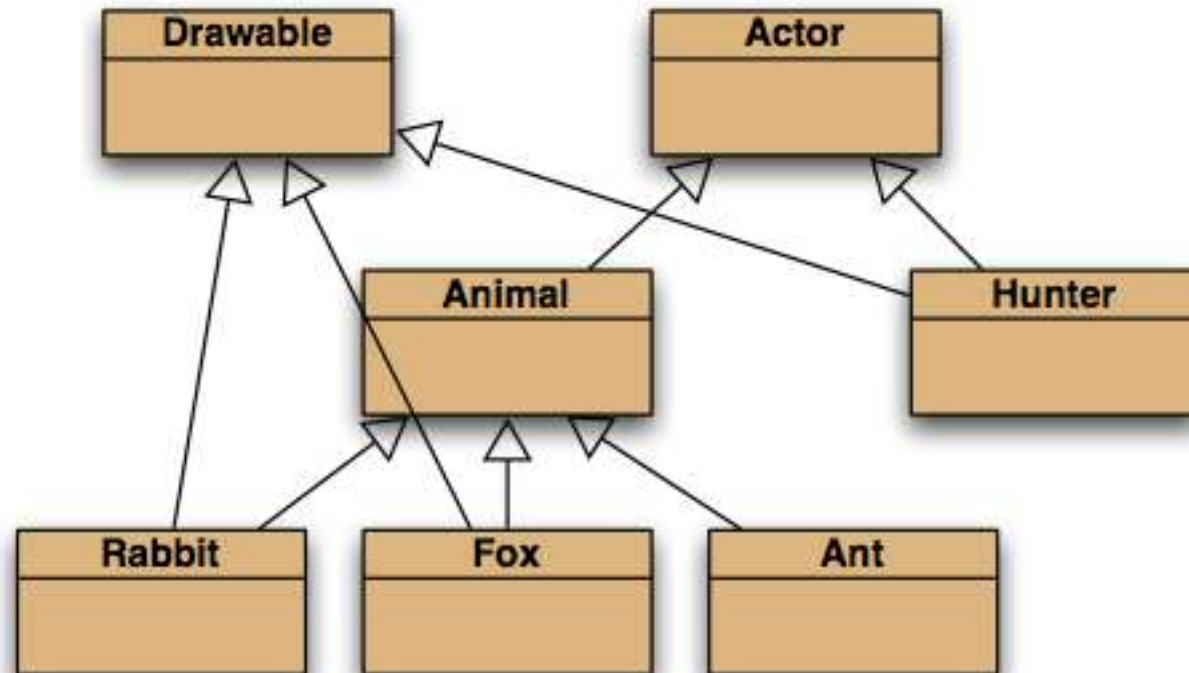 Drawable
Actor
Animal
Hunter
Rabbit
Fox
Ant